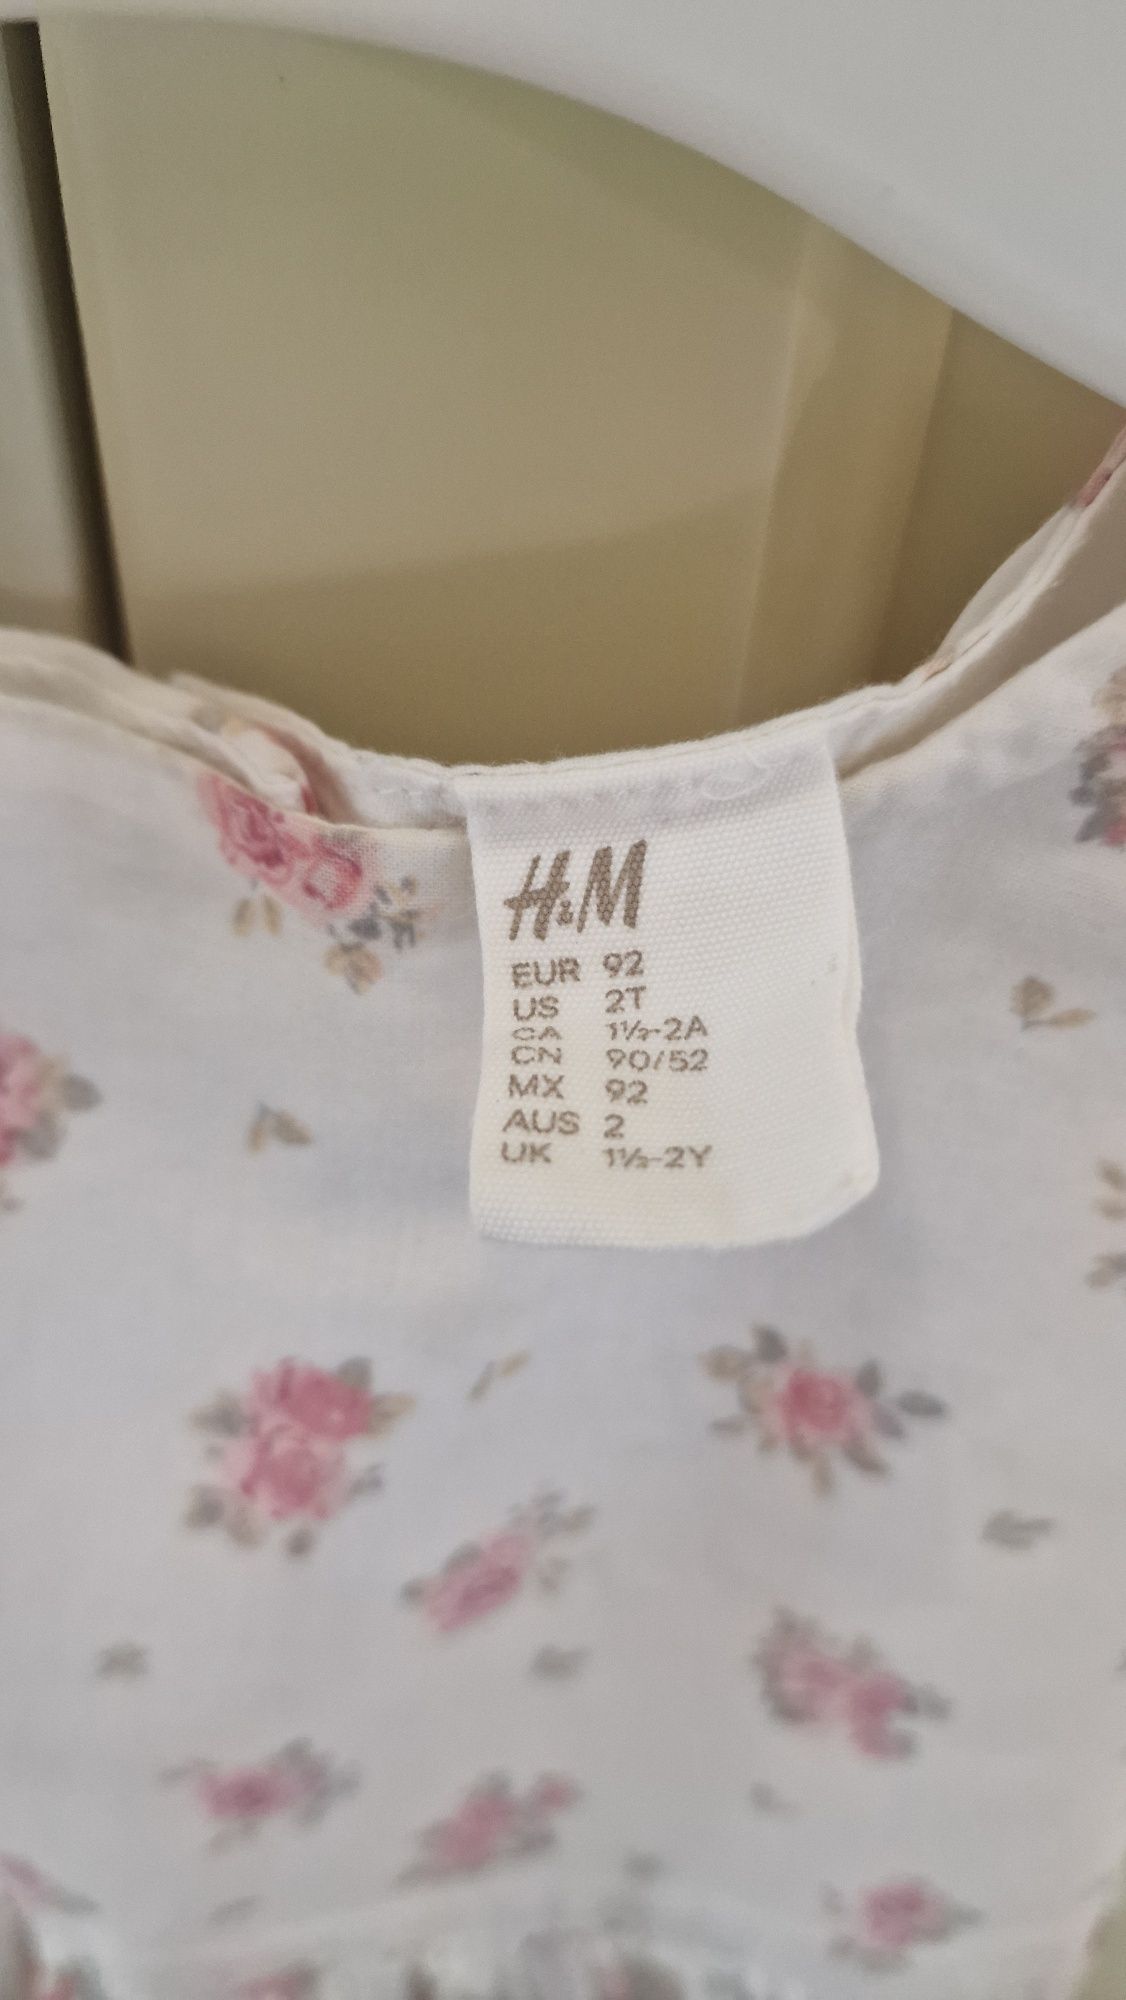 H&M
EUR 92
US 2T
CA 1½-2A
CN 90/52
MX 92
AUS 2
UK 1½-2Y